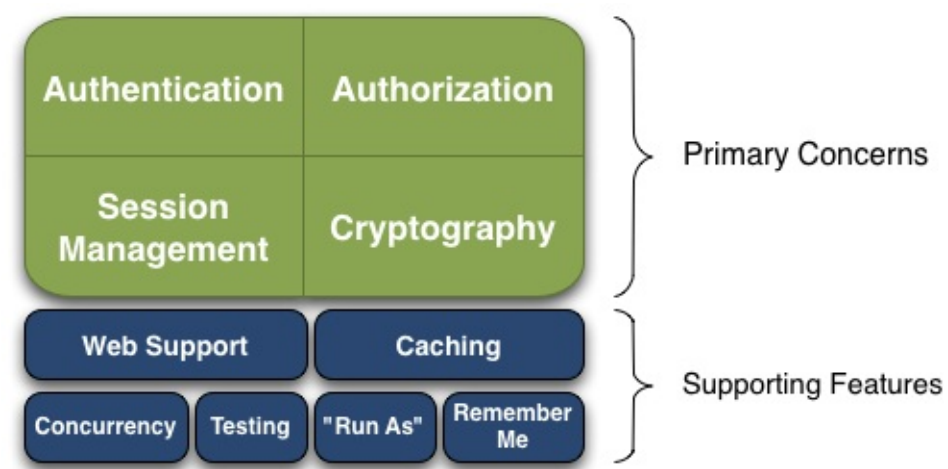 Authentication
Authorization
Session
Management
Cryptography
Primary Concerns
Web Support
Caching
Concurrency
Testing
"Run As"
Remember
Me
Supporting Features